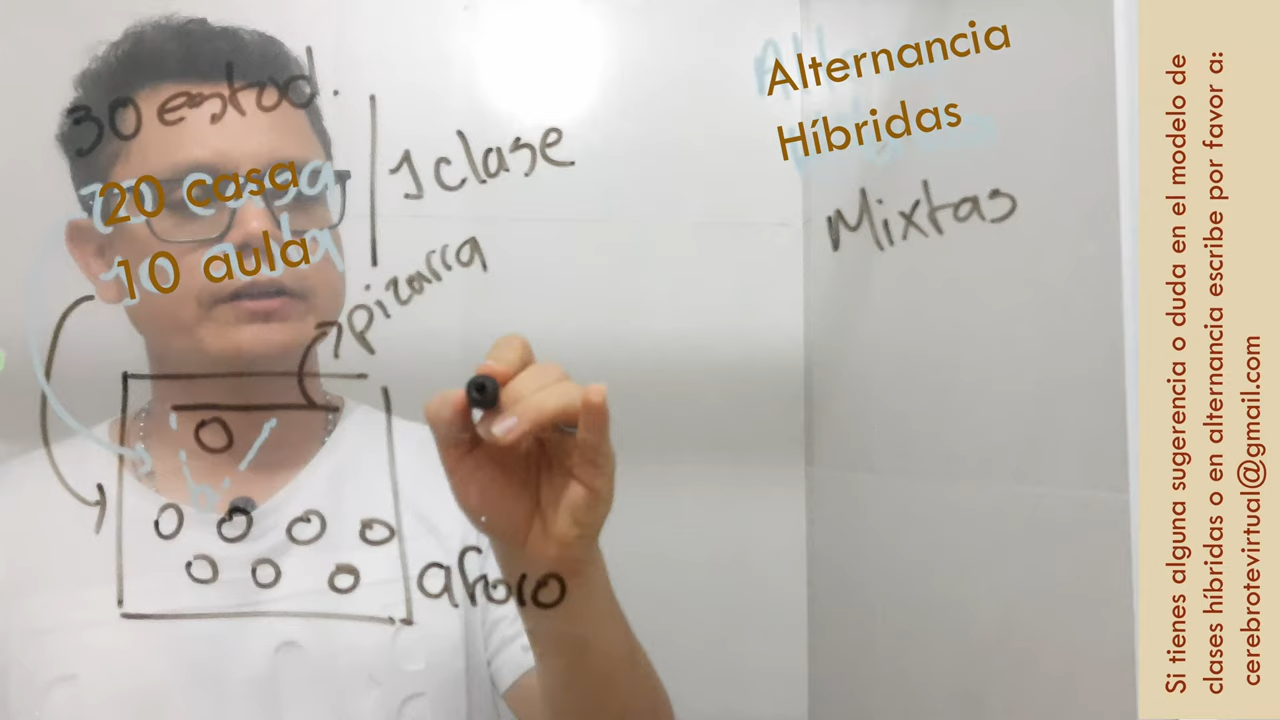 30 estud.
20 casa
10 aula
1 clase
pizarra
aforo
Alternancia
Híbridas
Mixtas
Si tienes alguna sugerencia o duda en el modelo de
clases híbridas o en alternancia escribe por favor a:
cerebrotevirtual@gmail.com